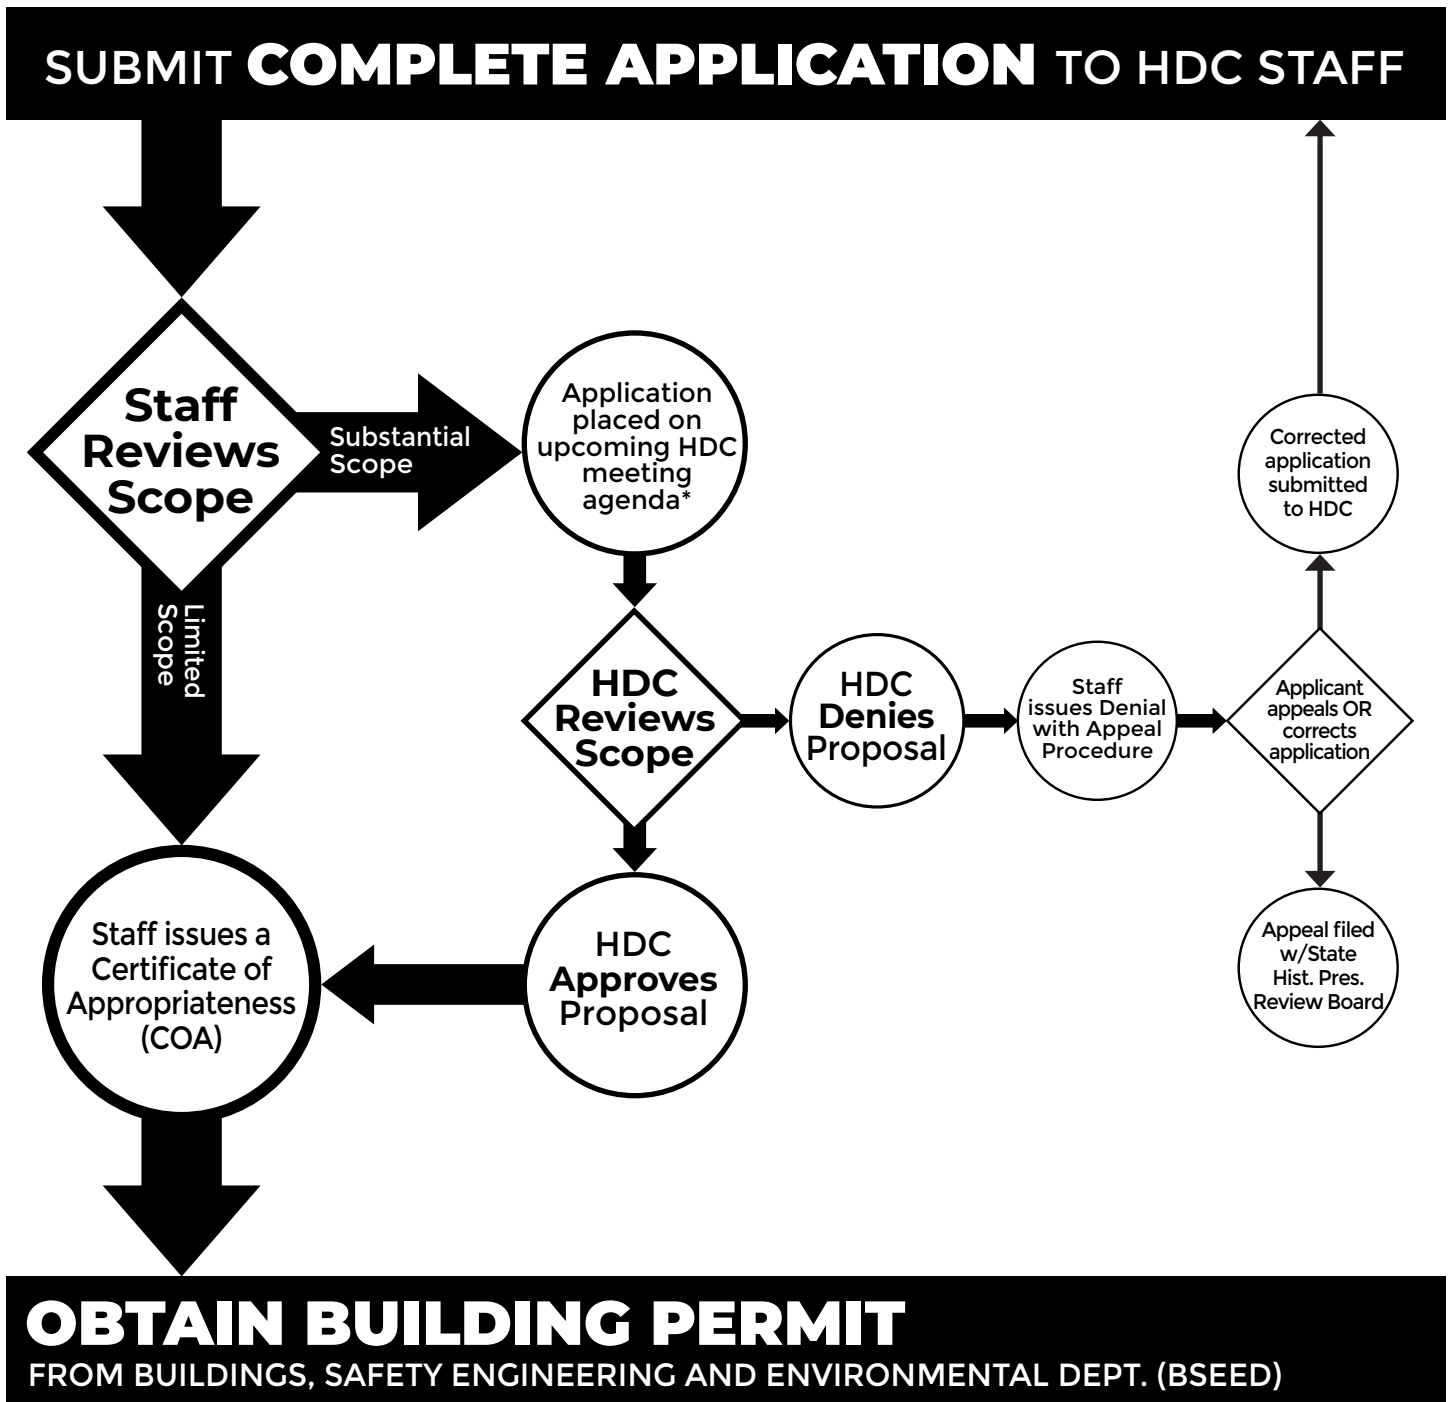 SUBMIT COMPLETE APPLICATION TO HDC STAFF
Staff
Reviews
Scope
Substantial
Scope
Application
placed on
upcoming HDC
meeting
agenda*
Corrected
application
submitted
to HDC
Limited
Scope
HDC
Reviews
Scope
HDC
Denies
Proposal
Staff
issues Denial
with Appeal
Procedure
Applicant
appeals OR
corrects
application
Staff issues a
Certificate of
Appropriateness
(COA)
HDC
Approves
Proposal
Appeal filed
w/State
Hist. Pres.
Review Board
OBTAIN BUILDING PERMIT
FROM BUILDINGS, SAFETY ENGINEERING AND ENVIRONMENTAL DEPT. (BSEED)